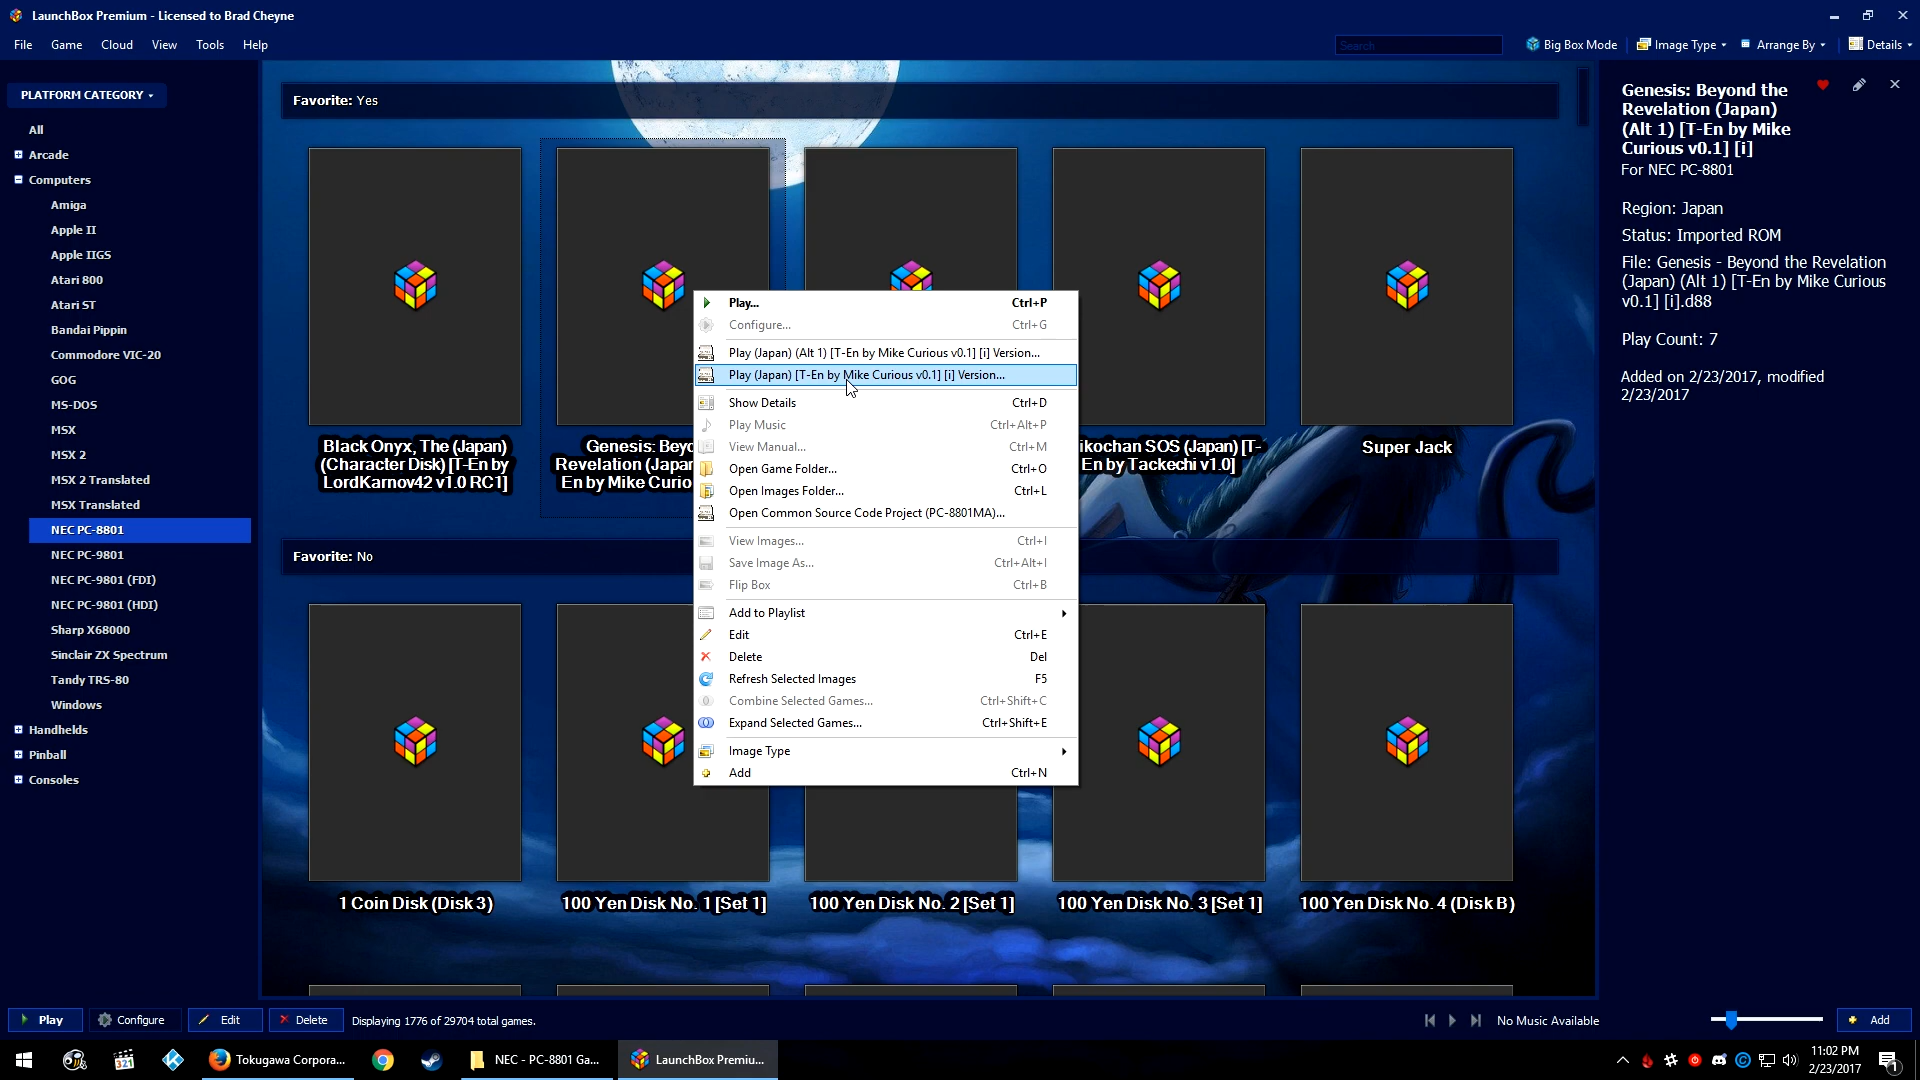 LaunchBox Premium - Licensed to Brad Cheyne
File Game Cloud View Tools Help
Search
Big Box Mode
Image Type
Arrange By
Details
PLATFORM CATEGORY
All
Arcade
Computers
Amiga
Apple II
Apple IIGS
Atari 800
Atari ST
Bandai Pippin
Commodore VIC-20
GOG
MS-DOS
MSX
MSX 2
MSX 2 Translated
MSX Translated
NEC PC-8801
NEC PC-9801
NEC PC-9801 (FDI)
NEC PC-9801 (HDI)
Sharp X68000
Sinclair ZX Spectrum
Tandy TRS-80
Windows
Handhelds
Pinball
Consoles
Favorite: Yes
Black Onyx, The (Japan)
(Character Disk) [T-En by
LordKarnov42 v1.0 RC1]
Genesis: Beyo
Revelation (Japan
En by Mike Curio
ikochan SOS (Japan) [T-
En by Tackechi v1.0]
Super Jack
Play... Ctrl+P
Configure... Ctrl+G
Play (Japan) (Alt 1) [T-En by Mike Curious v0.1] [i] Version...
Play (Japan) [T-En by Mike Curious v0.1] [i] Version...
Show Details Ctrl+D
Play Music Ctrl+Alt+P
View Manual... Ctrl+M
Open Game Folder... Ctrl+O
Open Images Folder... Ctrl+L
Open Common Source Code Project (PC-8801MA)...
View Images... Ctrl+I
Save Image As... Ctrl+Alt+I
Flip Box Ctrl+B
Add to Playlist
Edit Ctrl+E
Delete Del
Refresh Selected Images F5
Combine Selected Games... Ctrl+Shift+C
Expand Selected Games... Ctrl+Shift+E
Image Type
Add Ctrl+N
Favorite: No
1 Coin Disk (Disk 3)
100 Yen Disk No. 1 [Set 1]
100 Yen Disk No. 2 [Set 1]
100 Yen Disk No. 3 [Set 1]
100 Yen Disk No. 4 (Disk B)
Genesis: Beyond the
Revelation (Japan)
(Alt 1) [T-En by Mike
Curious v0.1] [i]
For NEC PC-8801
Region: Japan
Status: Imported ROM
File: Genesis - Beyond the Revelation
(Japan) (Alt 1) [T-En by Mike Curious
v0.1] [i].d88
Play Count: 7
Added on 2/23/2017, modified
2/23/2017
Play
Configure
Edit
Delete
Displaying 1776 of 29704 total games.
No Music Available
Add
321
Tokugawa Corpora...
NEC - PC-8801 Ga...
LaunchBox Premiu...
11:02 PM
2/23/2017
1